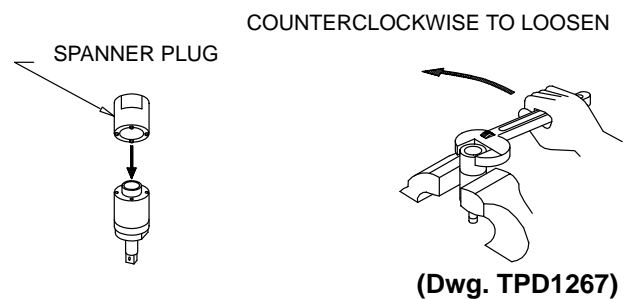 COUNTERCLOCKWISE TO LOOSEN
SPANNER PLUG
(Dwg. TPD1267)